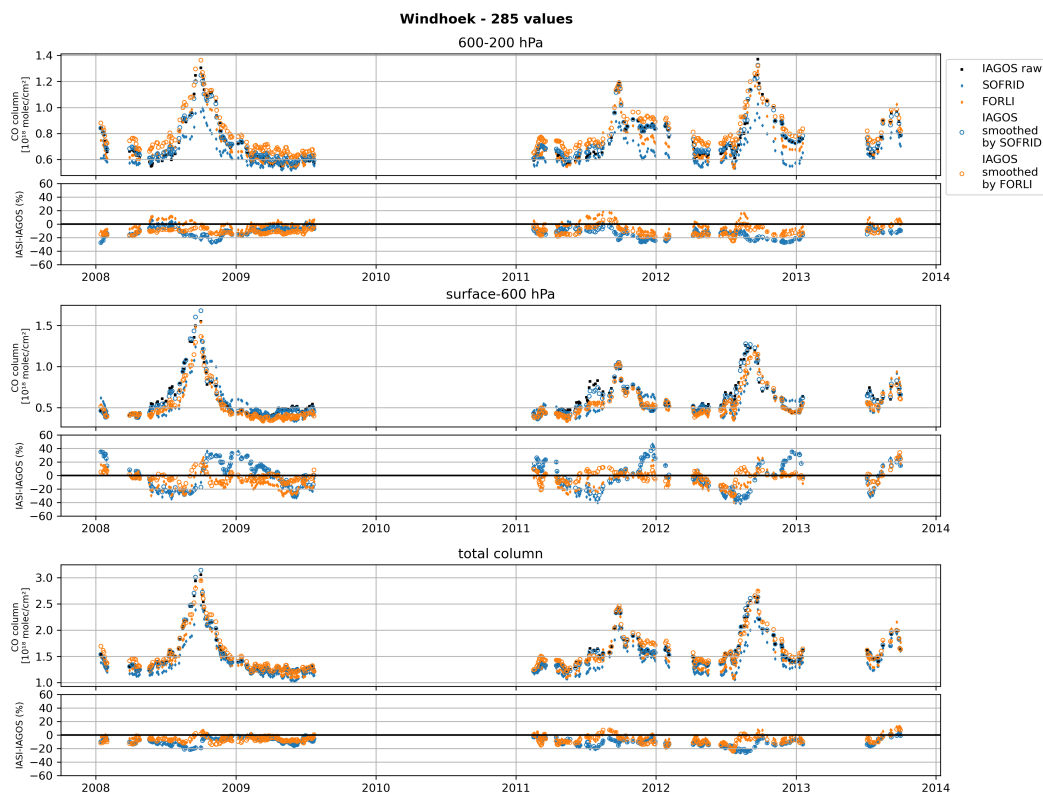 Windhoek - 285 values
600-200 hPa
1.4
1.2
1.0
0.8
0.6
CO column
[10¹⁸ molec/cm²]
IAGOS raw
SOFRID
FORLI
IAGOS
smoothed
by SOFRID
IAGOS
smoothed
by FORLI
60
40
20
0
−20
−40
−60
IASI-IAGOS (%)
2008 2009 2010 2011 2012 2013 2014
surface-600 hPa
1.5
1.0
0.5
CO column
[10¹⁸ molec/cm²]
60
40
20
0
−20
−40
−60
IASI-IAGOS (%)
2008 2009 2010 2011 2012 2013 2014
total column
3.0
2.5
2.0
1.5
1.0
CO column
[10¹⁸ molec/cm²]
60
40
20
0
−20
−40
−60
IASI-IAGOS (%)
2008 2009 2010 2011 2012 2013 2014